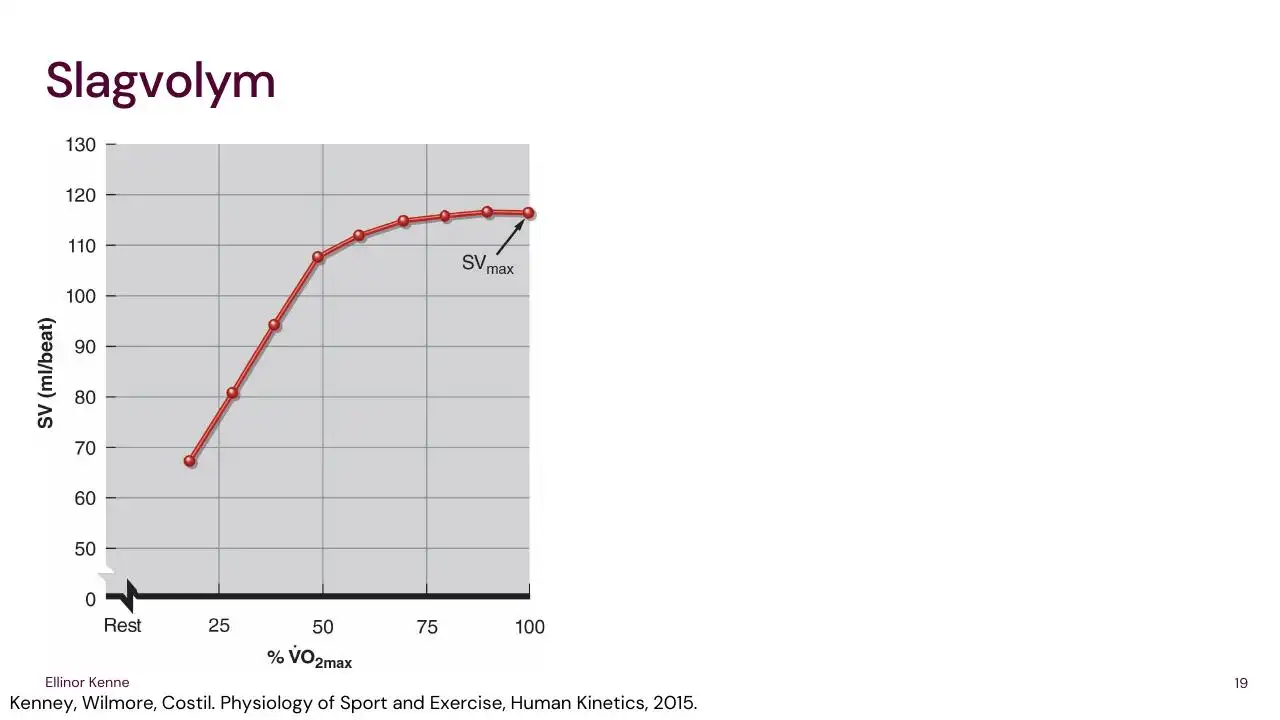 Slagvolym
130
120
110
100
90
80
70
60
50
0
SV (ml/beat)
SVmax
Rest 25 50 75 100
% V̇O2max
Ellinor Kenne
19
Kenney, Wilmore, Costil. Physiology of Sport and Exercise, Human Kinetics, 2015.